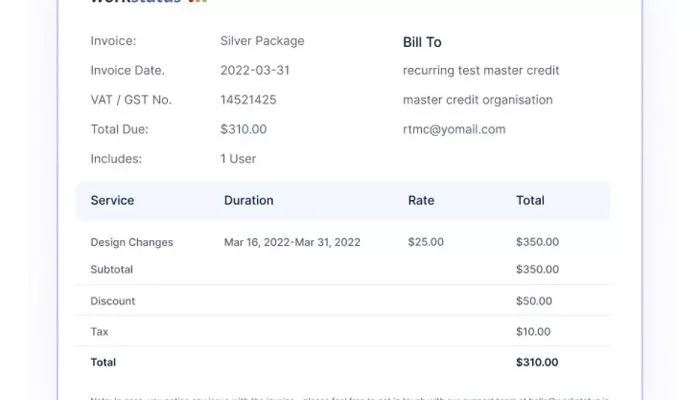 workstatus
Invoice: Silver Package
Invoice Date. 2022-03-31
VAT / GST No. 14521425
Total Due: $310.00
Includes: 1 User
Bill To
recurring test master credit
master credit organisation
rtmc@yomail.com
Service Duration Rate Total
Design Changes Mar 16, 2022-Mar 31, 2022 $25.00 $350.00
Subtotal $350.00
Discount $50.00
Tax $10.00
Total $310.00